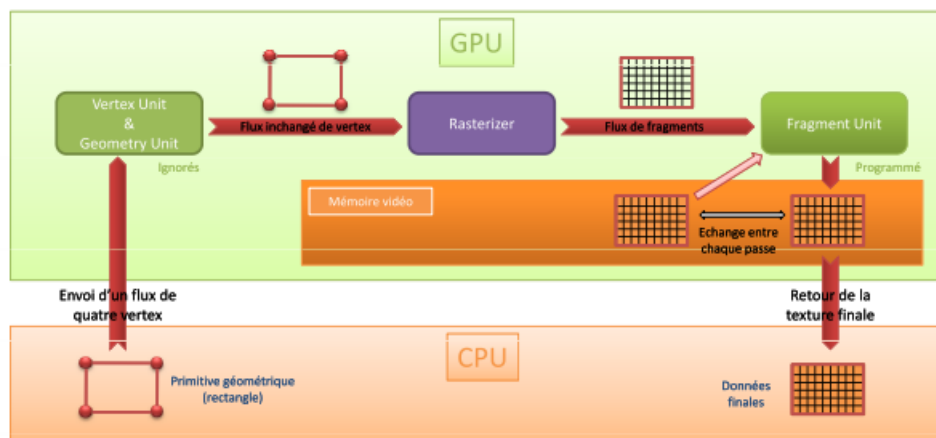 GPU
Vertex Unit
&
Geometry Unit
Ignorés
Flux inchangé de vertex
Rasterizer
Flux de fragments
Fragment Unit
Programmé
Mémoire vidéo
Echange entre
chaque passe
Envoi d'un flux de
quatre vertex
Retour de la
texture finale
CPU
Primitive géométrique
(rectangle)
Données
finales